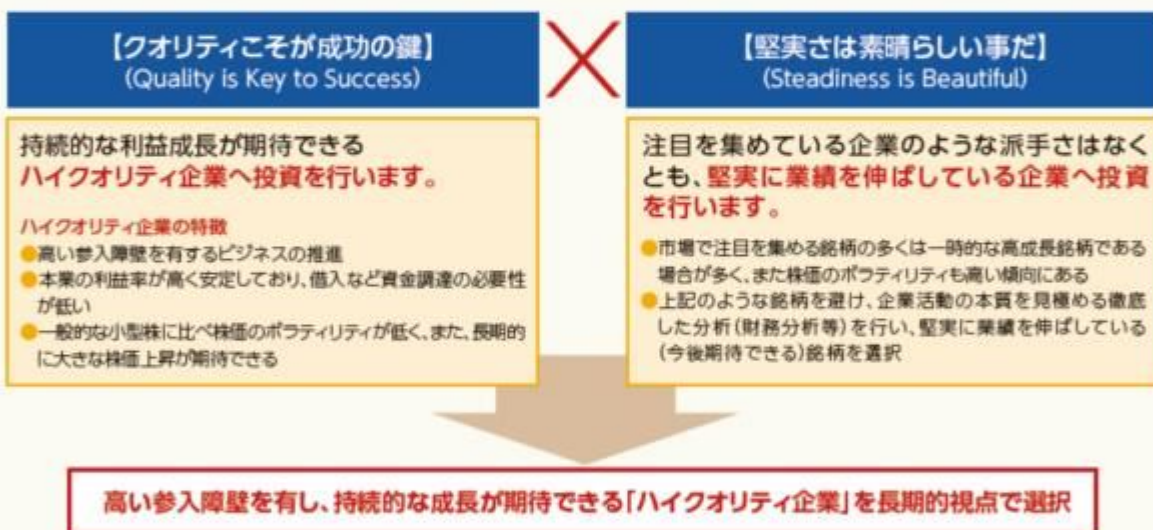 【クオリティこそが成功の鍵】
(Quality is Key to Success)
持続的な利益成長が期待できる
ハイクオリティ企業へ投資を行います。
ハイクオリティ企業の特徴
●高い参入障壁を有するビジネスの推進
●本業の利益率が高く安定しており、借入など資金調達の必要性
が低い
●一般的な小型株に比べ株価のボラティリティが低く、また、長期的
に大きな株価上昇が期待できる
【堅実さは素晴らしい事だ】
(Steadiness is Beautiful)
注目を集めている企業のような派手さはなく
とも、堅実に業績を伸ばしている企業へ投資
を行います。
●市場で注目を集める銘柄の多くは一時的な高成長銘柄である
場合が多く、また株価のボラティリティも高い傾向にある
●上記のような銘柄を避け、企業活動の本質を見極める徹底
した分析(財務分析等)を行い、堅実に業績を伸ばしている
(今後期待できる)銘柄を選択
高い参入障壁を有し、持続的な成長が期待できる「ハイクオリティ企業」を長期的視点で選択